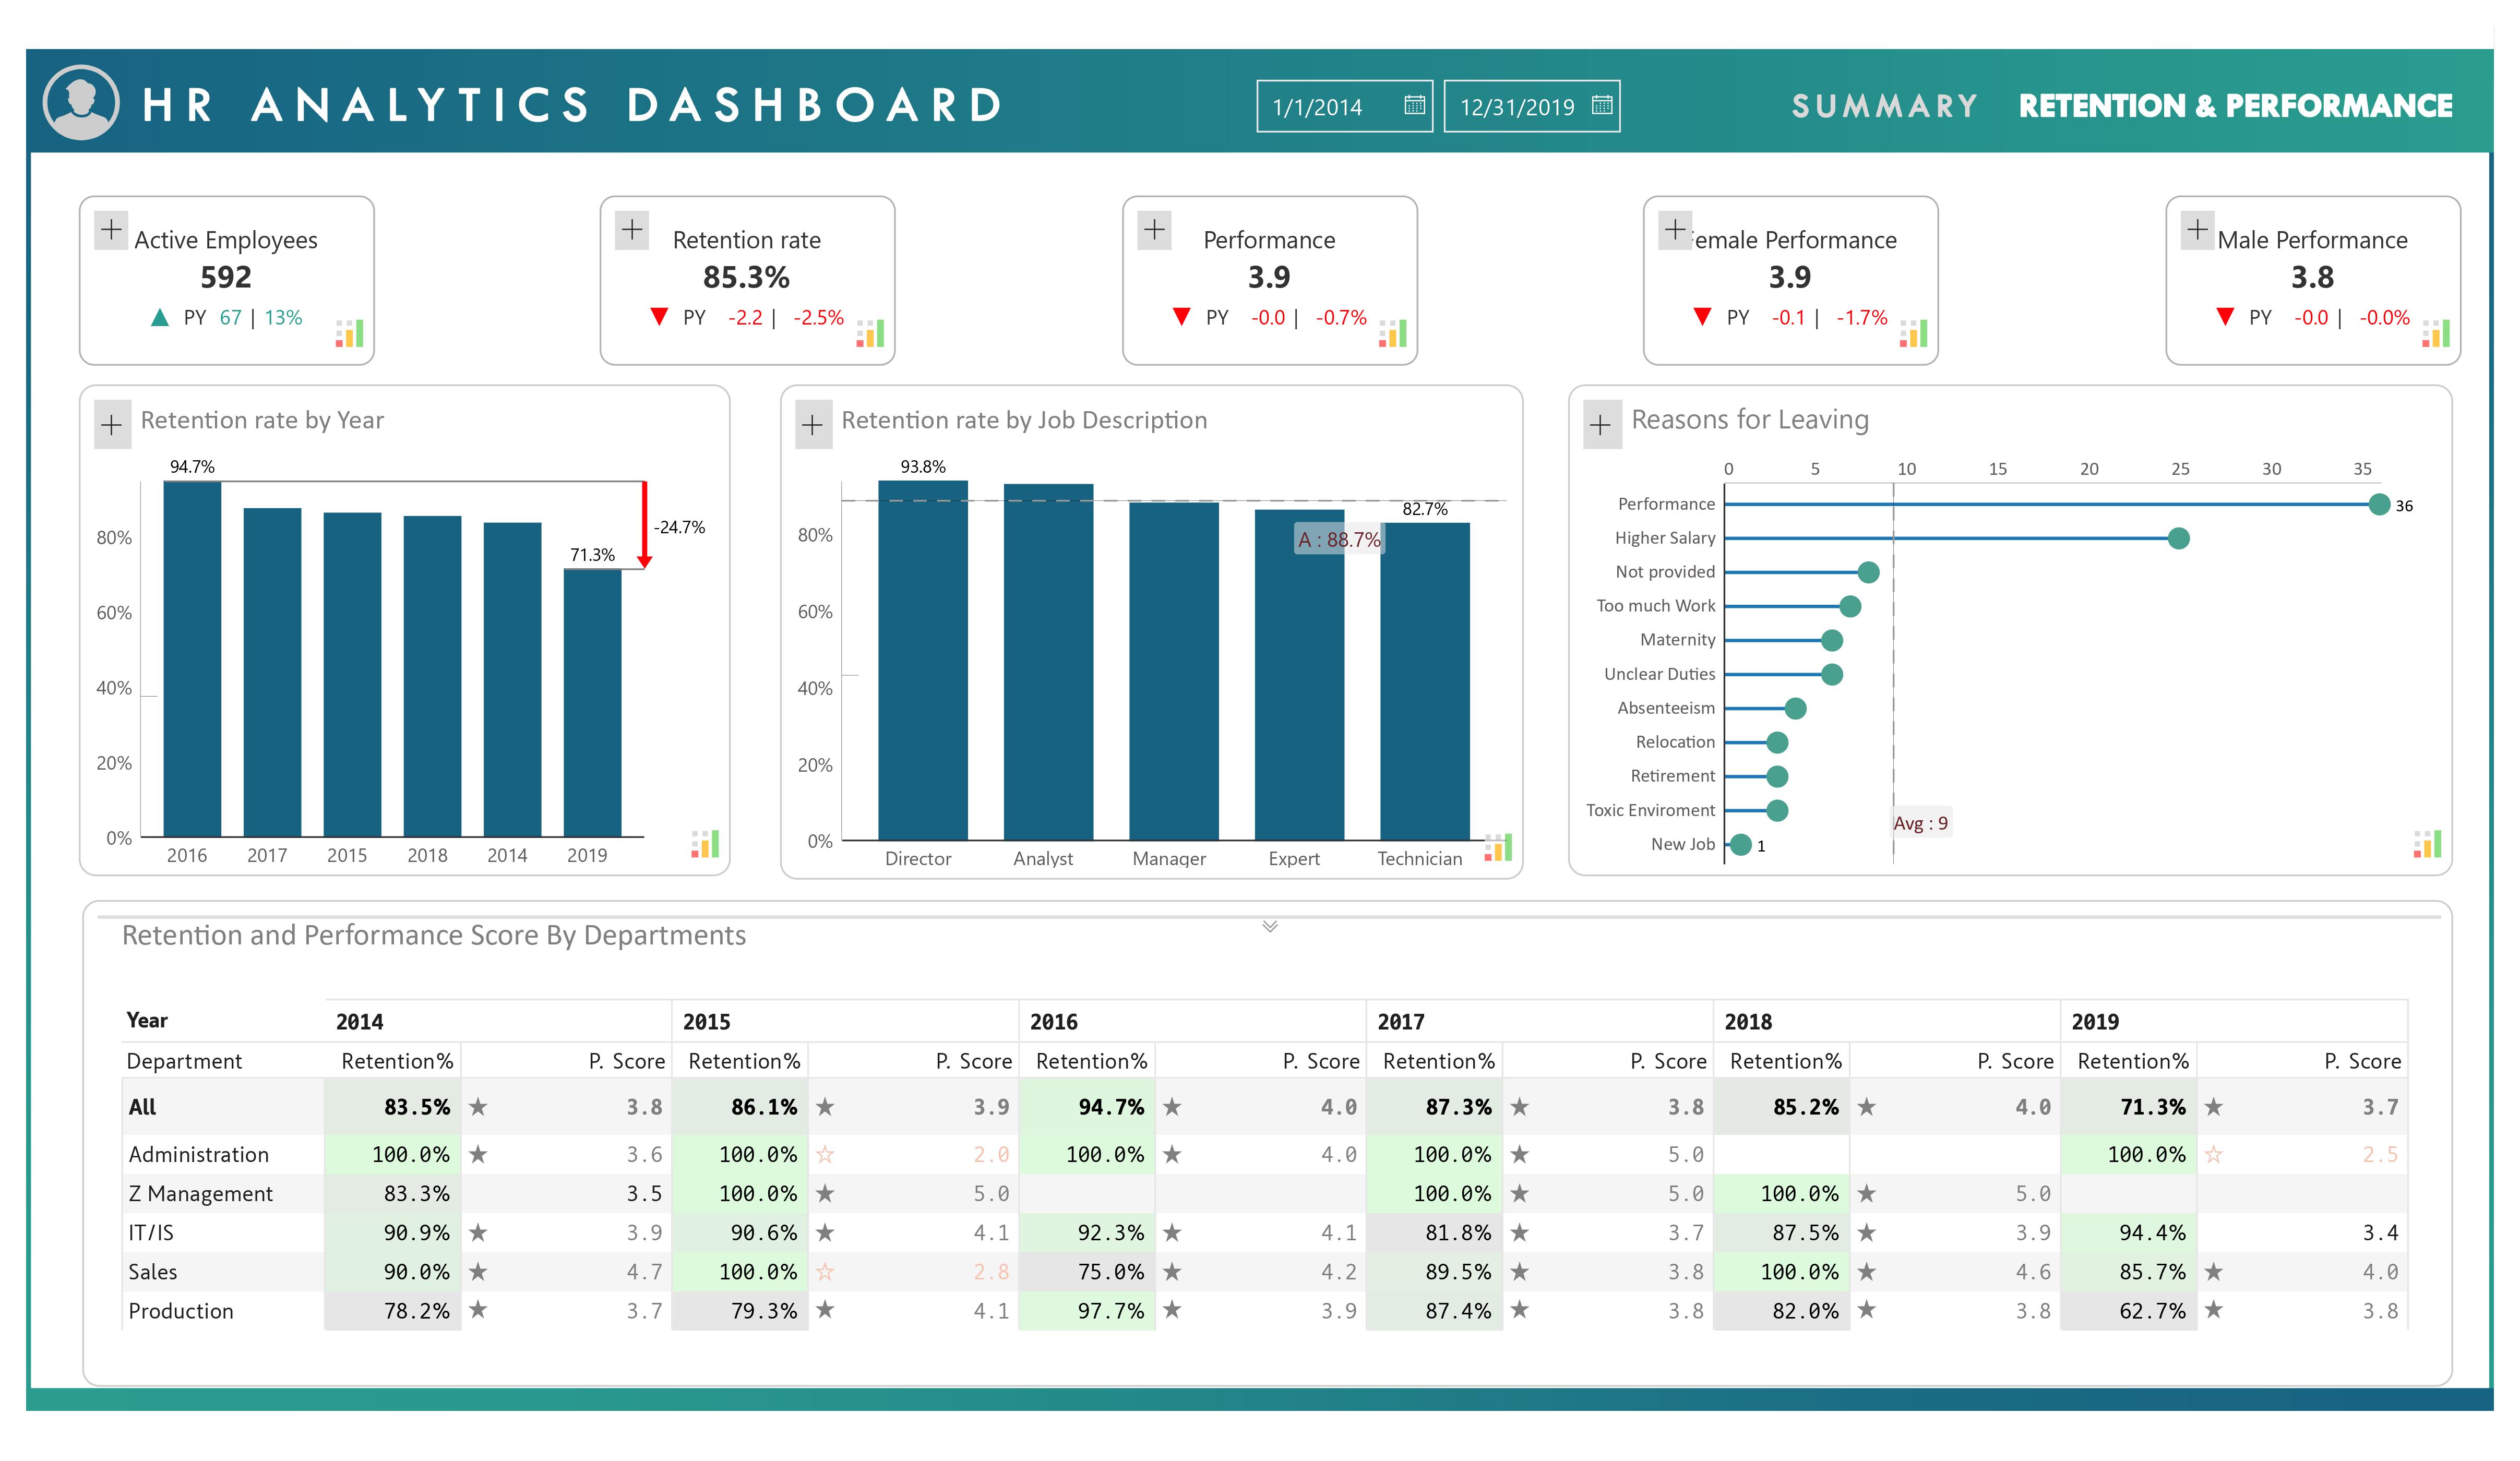 HR ANALYTICS DASHBOARD
1/1/2014 12/31/2019
SUMMARY RETENTION & PERFORMANCE
Active Employees
592
PY 67 | 13%
Retention rate
85.3%
PY -2.2 | -2.5%
Performance
3.9
PY -0.0 | -0.7%
emale Performance
3.9
PY -0.1 | -1.7%
Male Performance
3.8
PY -0.0 | -0.0%
Retention rate by Year
94.7%
-24.7%
71.3%
80%
60%
40%
20%
0%
2016 2017 2015 2018 2014 2019
Retention rate by Job Description
93.8%
82.7%
A : 88.7%
80%
60%
40%
20%
0%
Director Analyst Manager Expert Technician
Reasons for Leaving
0 5 10 15 20 25 30 35
Performance 36
Higher Salary
Not provided
Too much Work
Maternity
Unclear Duties
Absenteeism
Relocation
Retirement
Toxic Enviroment
Avg : 9
New Job 1
Retention and Performance Score By Departments
Year 2014 2015 2016 2017 2018 2019
Department Retention% P. Score Retention% P. Score Retention% P. Score Retention% P. Score Retention% P. Score Retention% P. Score
All 83.5% ★ 3.8 86.1% ★ 3.9 94.7% ★ 4.0 87.3% ★ 3.8 85.2% ★ 4.0 71.3% ★ 3.7
Administration 100.0% ★ 3.6 100.0% ☆ 2.0 100.0% ★ 4.0 100.0% ★ 5.0 100.0% ☆ 2.5
Z Management 83.3% 3.5 100.0% ★ 5.0 100.0% ★ 5.0 100.0% ★ 5.0
IT/IS 90.9% ★ 3.9 90.6% ★ 4.1 92.3% ★ 4.1 81.8% ★ 3.7 87.5% ★ 3.9 94.4% 3.4
Sales 90.0% ★ 4.7 100.0% ☆ 2.8 75.0% ★ 4.2 89.5% ★ 3.8 100.0% ★ 4.6 85.7% ★ 4.0
Production 78.2% ★ 3.7 79.3% ★ 4.1 97.7% ★ 3.9 87.4% ★ 3.8 82.0% ★ 3.8 62.7% ★ 3.8